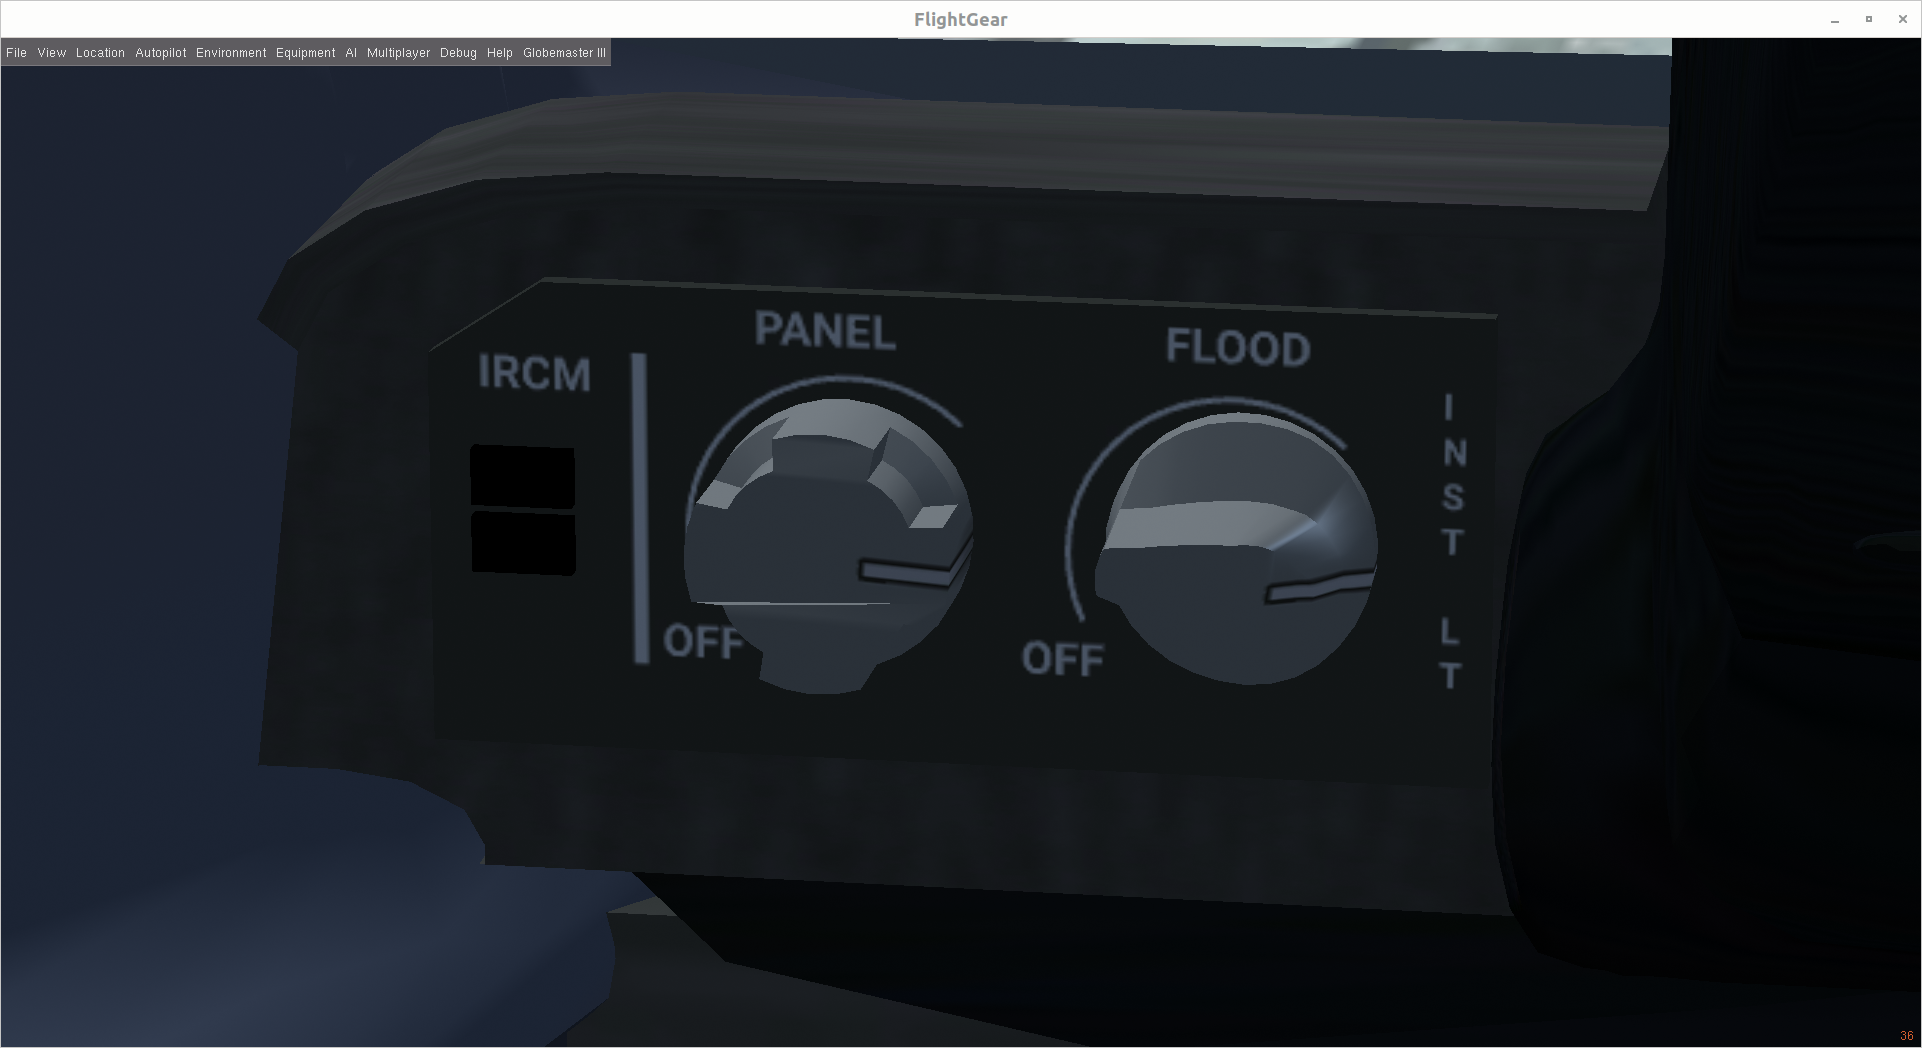 FlightGear
File View Location Autopilot Environment Equipment AI Multiplayer Debug Help Globemaster III
PANEL
FLOOD
IRCM
INST LT
OFF
OFF
36